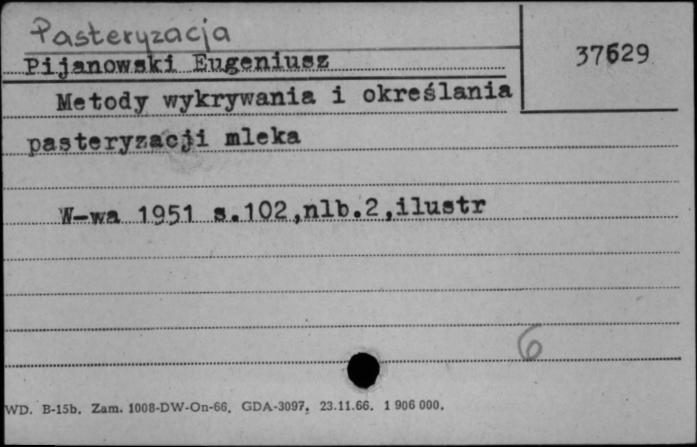 Pasteryzacja
37629
Pijanowski Eugeniusz
Metody wykrywania i określania
pasteryzacji mleka
W-wa 1951 s.102,nlb.2,ilustr
6
WD. B-15b. Zam. 1008-DW-On-66. GDA-3097. 23.11.66. 1 906 000.